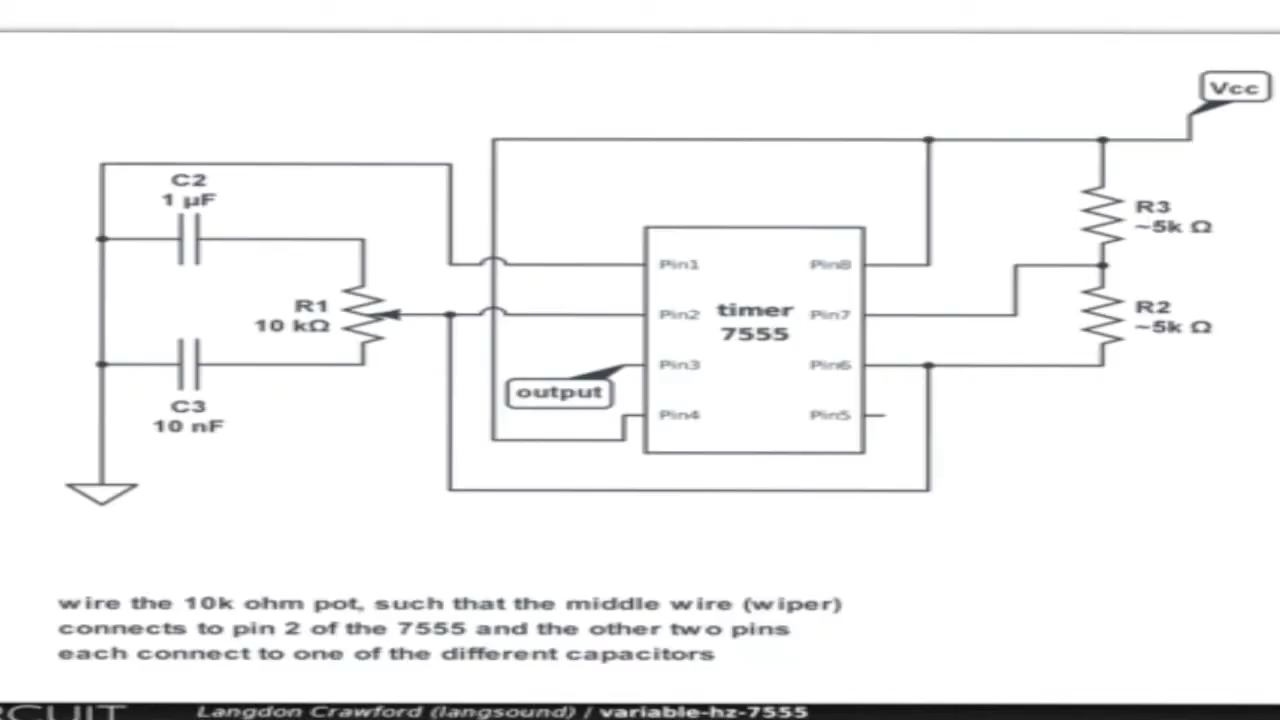 Vcc
C2
1 µF
R3
~5k Ω
Pin1
Pin8
R1
10 kΩ
Pin2
timer
7555
Pin7
R2
~5k Ω
Pin3
Pin6
output
C3
10 nF
Pin4
Pin5
wire the 10k ohm pot, such that the middle wire (wiper)
connects to pin 2 of the 7555 and the other two pins
each connect to one of the different capacitors
Langdon Crawford (langsound) / variable-hz-7555